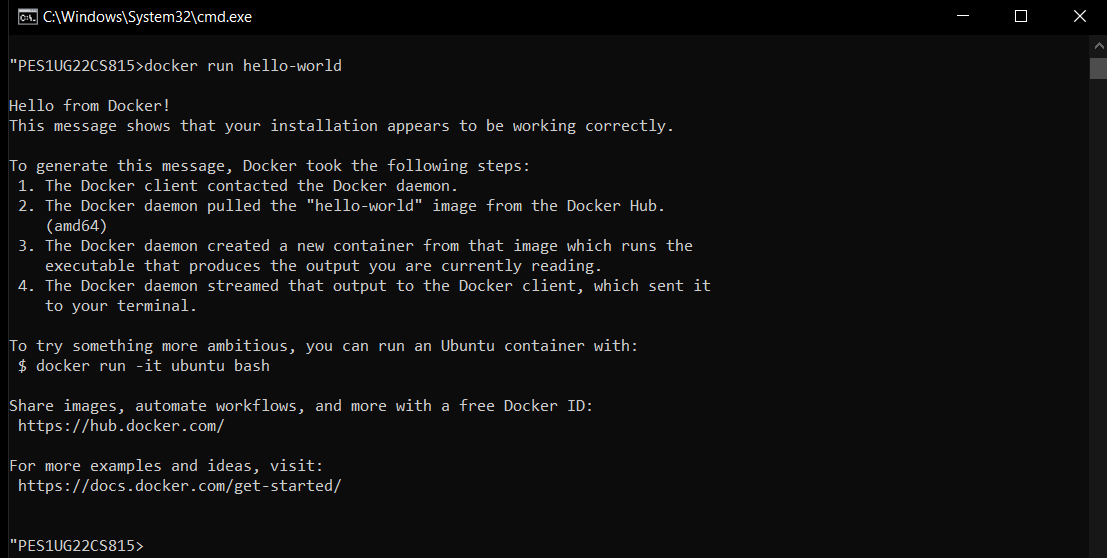 C:\Windows\System32\cmd.exe
"PES1UG22CS815>docker run hello-world
Hello from Docker!
This message shows that your installation appears to be working correctly.
To generate this message, Docker took the following steps:
1. The Docker client contacted the Docker daemon.
2. The Docker daemon pulled the "hello-world" image from the Docker Hub.
(amd64)
3. The Docker daemon created a new container from that image which runs the
executable that produces the output you are currently reading.
4. The Docker daemon streamed that output to the Docker client, which sent it
to your terminal.
To try something more ambitious, you can run an Ubuntu container with:
$ docker run -it ubuntu bash
Share images, automate workflows, and more with a free Docker ID:
https://hub.docker.com/
For more examples and ideas, visit:
https://docs.docker.com/get-started/
"PES1UG22CS815>